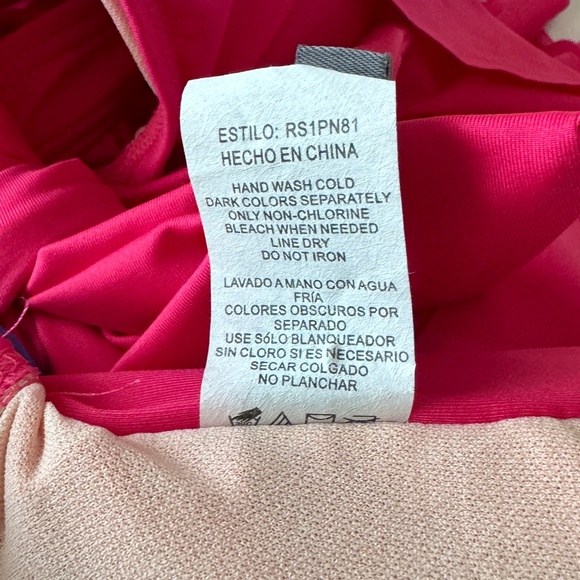 ESTILO: RS1PN81
HECHO EN CHINA
HAND WASH COLD
DARK COLORS SEPARATELY
ONLY NON-CHLORINE
BLEACH WHEN NEEDED
LINE DRY
DO NOT IRON
LAVADO A MANO CON AGUA
FRÍA
COLORES OBSCUROS POR
SEPARADO
USE SóLO BLANQUEADOR
SIN CLORO SI ES NECESARIO
SECAR COLGADO
NO PLANCHAR